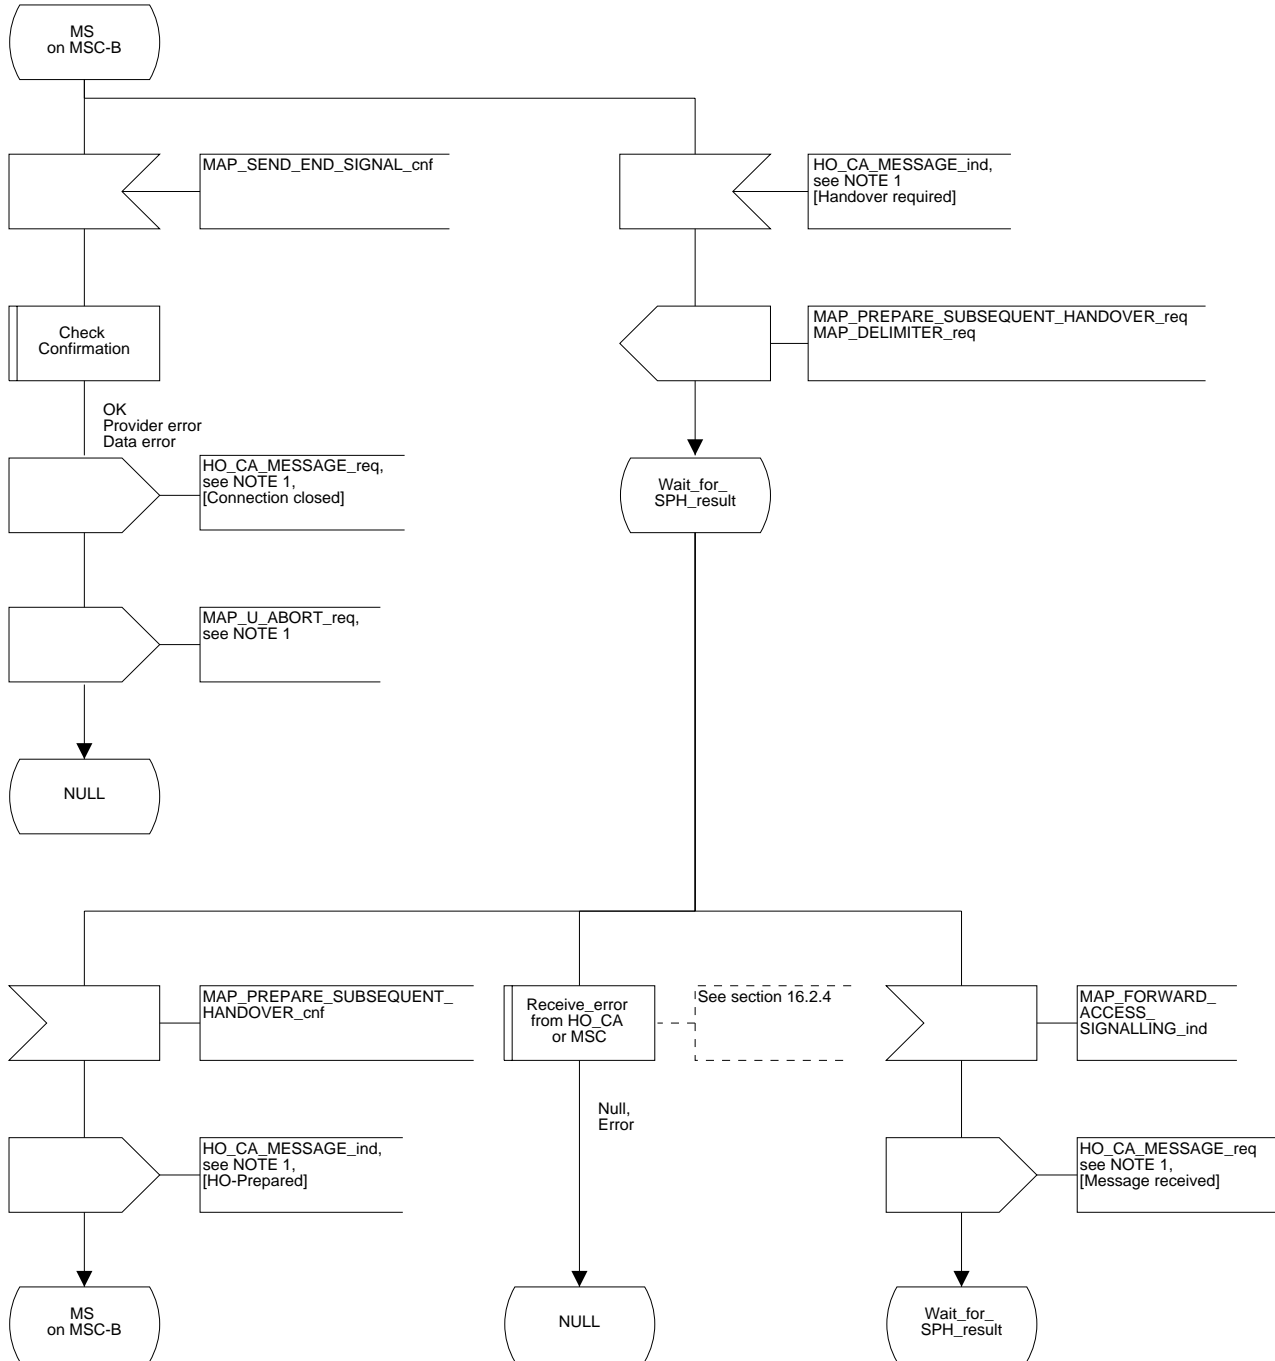 MS
on MSC-B
MAP_SEND_END_SIGNAL_cnf
HO_CA_MESSAGE_ind,
see NOTE 1
[Handover required]
Check
Confirmation
MAP_PREPARE_SUBSEQUENT_HANDOVER_req
MAP_DELIMITER_req
OK
Provider error
Data error
HO_CA_MESSAGE_req,
see NOTE 1,
[Connection closed]
Wait_for_
SPH_result
MAP_U_ABORT_req,
see NOTE 1
NULL
MAP_PREPARE_SUBSEQUENT_
HANDOVER_cnf
Receive_error
from HO_CA
or MSC
See section 16.2.4
MAP_FORWARD_
ACCESS_
SIGNALLING_ind
Null,
Error
HO_CA_MESSAGE_ind,
see NOTE 1,
[HO-Prepared]
HO_CA_MESSAGE_req
see NOTE 1,
[Message received]
MS
on MSC-B
NULL
Wait_for_
SPH_result